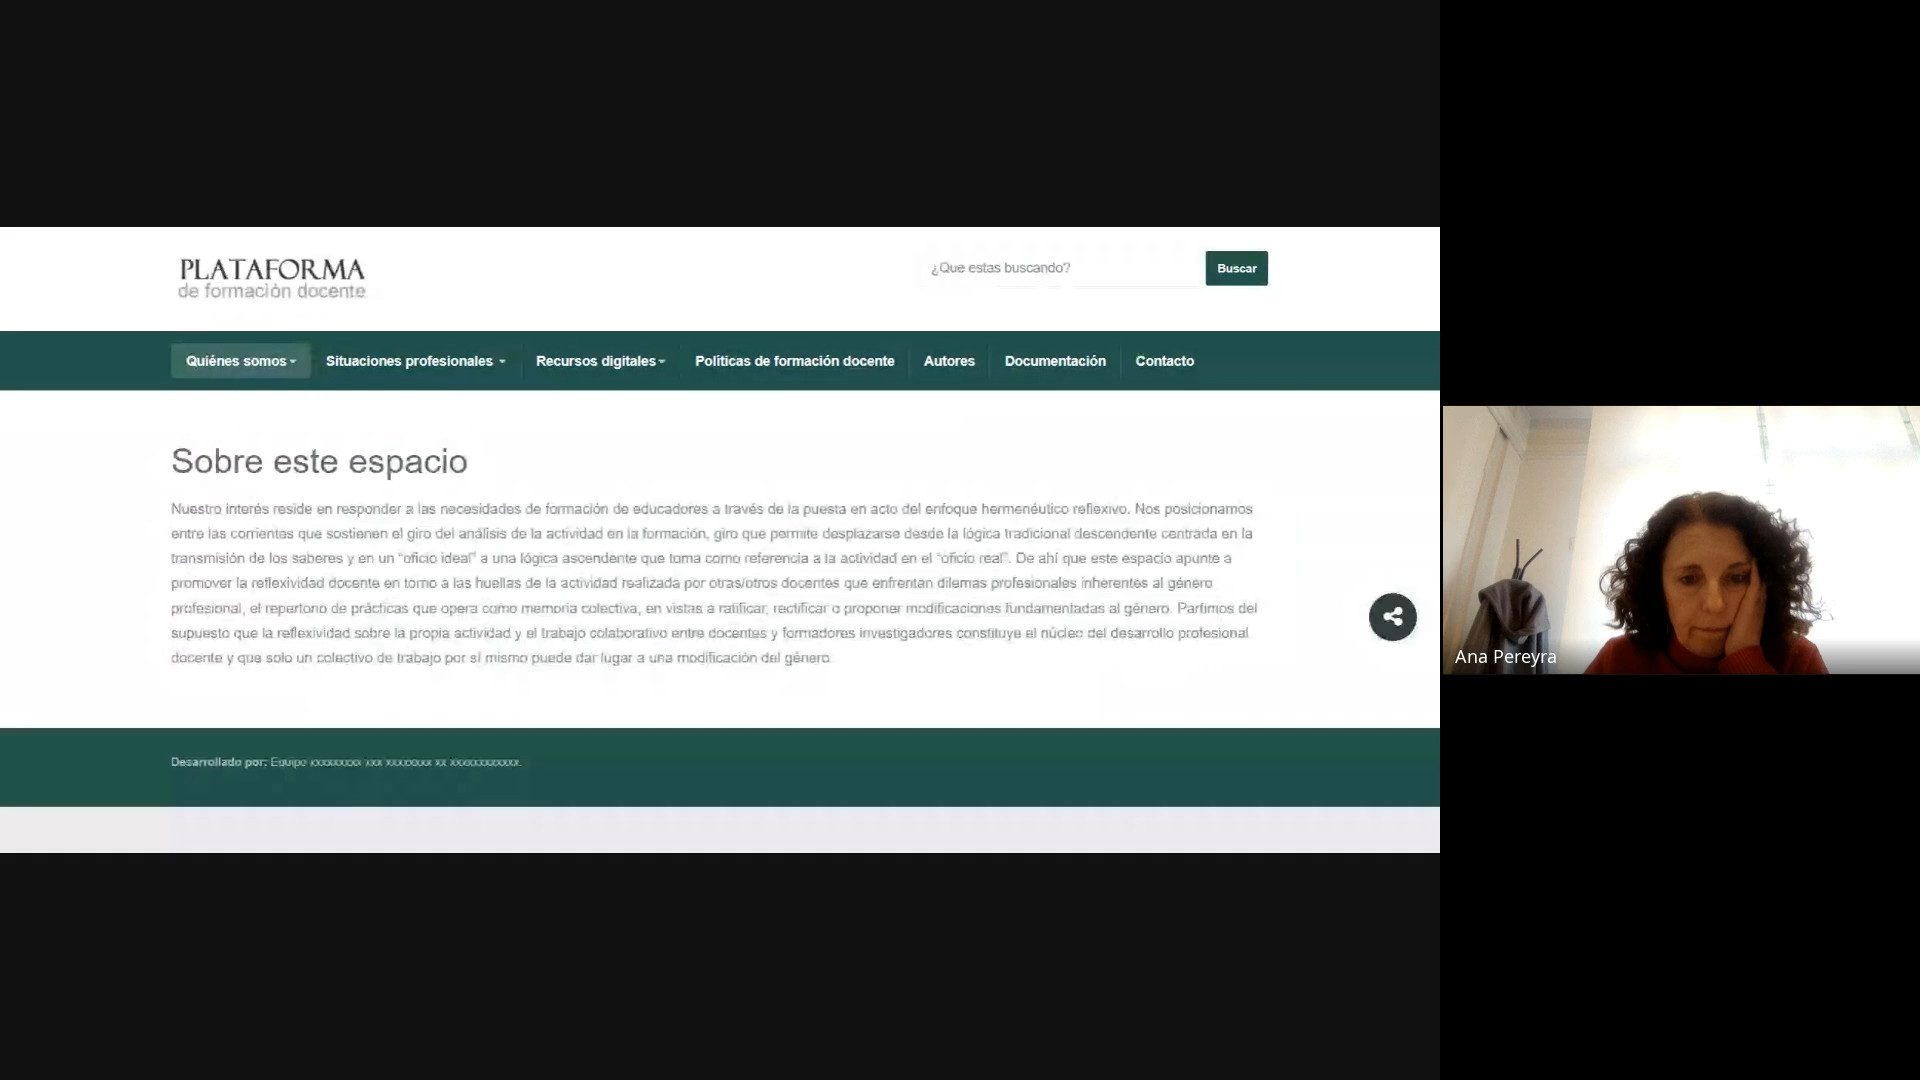 PLATAFORMA
de formación docente
¿Que estas buscando?
Buscar
Quiénes somos
Situaciones profesionales
Recursos digitales
Políticas de formación docente
Autores
Documentación
Contacto
Sobre este espacio
Nuestro interés reside en responder a las necesidades de formación de educadores a través de la puesta en acto del enfoque hermenéutico reflexivo. Nos posicionamos
entre las corrientes que sostienen el giro del análisis de la actividad en la formación, giro que permite desplazarse desde la lógica tradicional descendente centrada en la
transmisión de los saberes y en un “oficio ideal” a una lógica ascendente que toma como referencia a la actividad en el “oficio real”. De ahí que este espacio apunte a
promover la reflexividad docente en torno a las huellas de la actividad realizada por otras/otros docentes que enfrentan dilemas profesionales inherentes al género
profesional, el repertorio de prácticas que opera como memoria colectiva, en vistas a ratificar, rectificar o proponer modificaciones fundamentadas al género. Partimos del
supuesto que la reflexividad sobre la propia actividad y el trabajo colaborativo entre docentes y formadores investigadores constituye el núcleo del desarrollo profesional
docente y que solo un colectivo de trabajo por sí mismo puede dar lugar a una modificación del género.
Desarrollado por: Equipo
Ana Pereyra